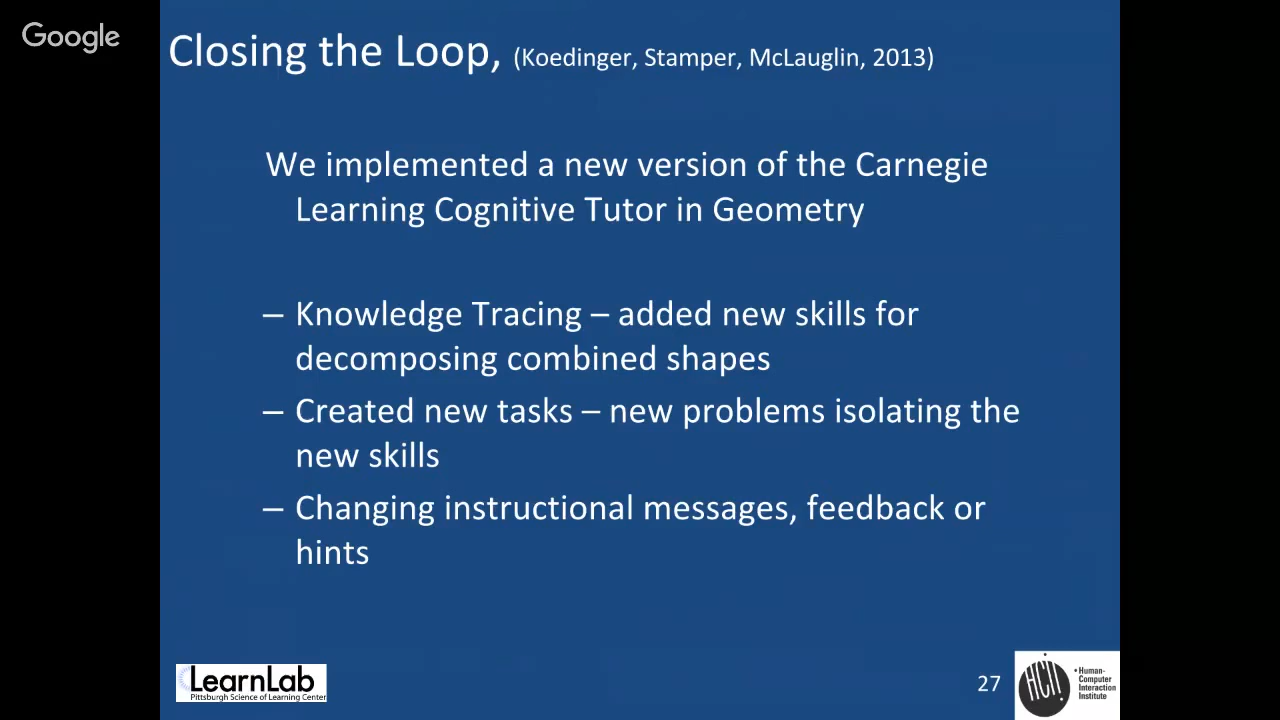 Google
Closing the Loop, (Koedinger, Stamper, McLauglin, 2013)
We implemented a new version of the Carnegie
Learning Cognitive Tutor in Geometry
– Knowledge Tracing – added new skills for
decomposing combined shapes
– Created new tasks – new problems isolating the
new skills
– Changing instructional messages, feedback or
hints
LearnLab
Pittsburgh Science of Learning Center
27
HCII
• Human-
Computer
Interaction
Institute